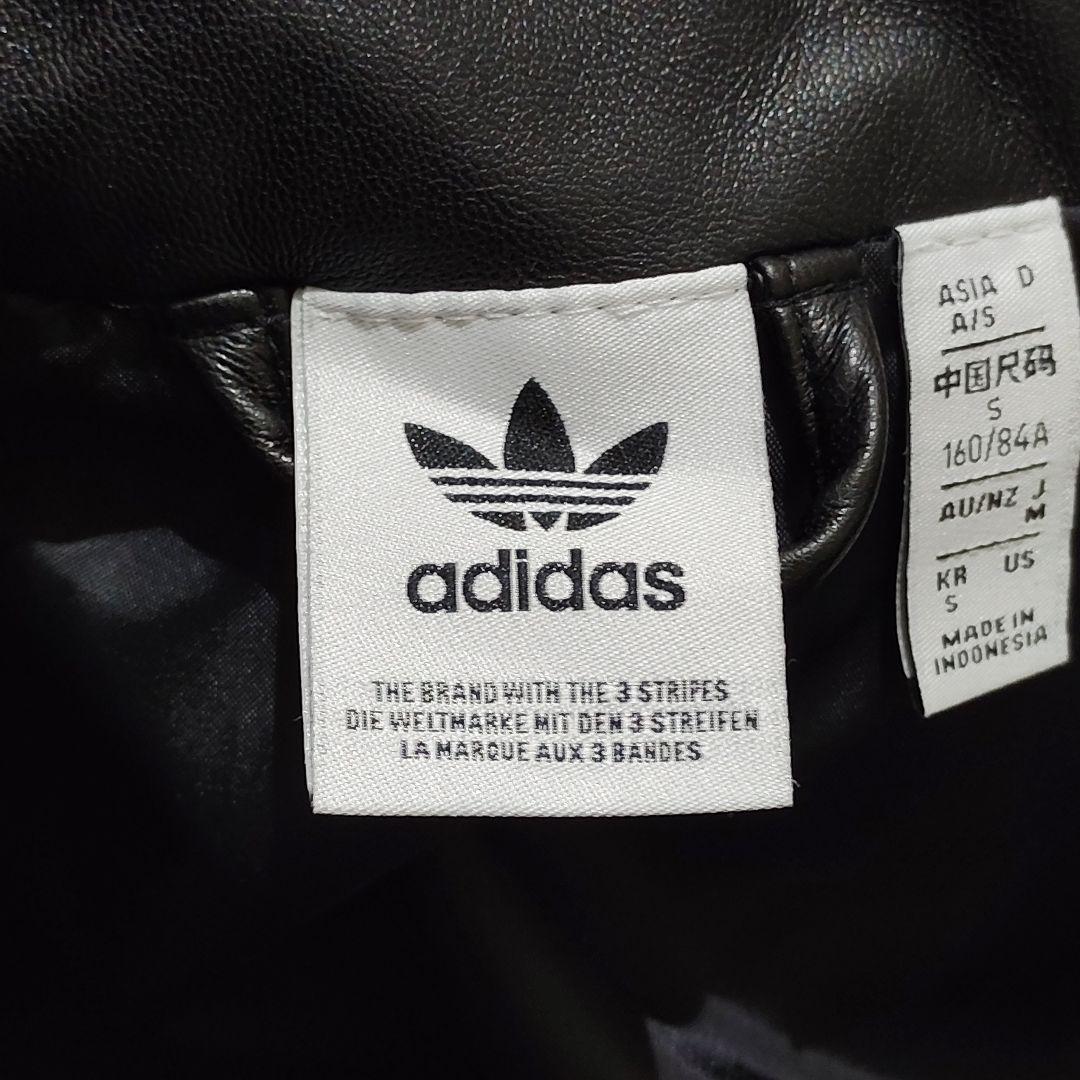 adidas
THE BRAND WITH THE 3 STRIPES
DIE WELTMARKE MIT DEN 3 STREIFEN
LA MARQUE AUX 3 BANDES
ASIA D
A/S
中国尺码
S
160/84A
AU/NZ J
M
KR US
S
MADE IN
INDONESIA